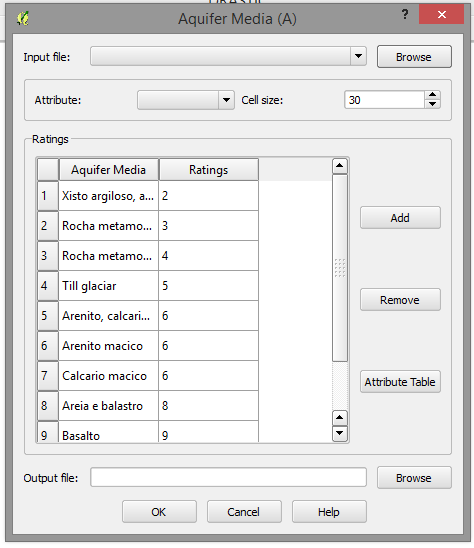 DRASTIC
Aquifer Media (A)
?
Input file:
Browse
Attribute:
Cell size:
30
Ratings
Aquifer Media Ratings
1 Xisto argiloso, a... 2
2 Rocha metamo... 3
3 Rocha metamo... 4
4 Till glaciar 5
5 Arenito, calcari... 6
6 Arenito macico 6
7 Calcario macico 6
8 Areia e balastro 8
9 Basalto 9
Add
Remove
Attribute Table
Output file:
Browse
OK
Cancel
Help